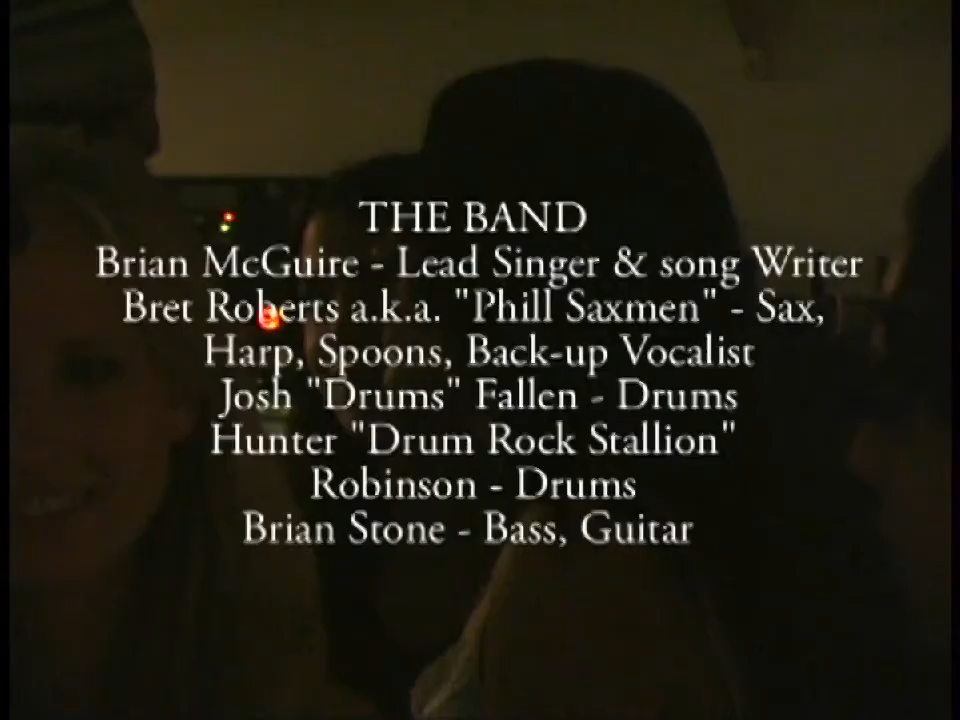 THE BAND
Brian McGuire - Lead Singer & song Writer
Bret Roberts a.k.a. "Phill Saxmen" - Sax,
Harp, Spoons, Back-up Vocalist
Josh "Drums" Fallen - Drums
Hunter "Drum Rock Stallion"
Robinson - Drums
Brian Stone - Bass, Guitar